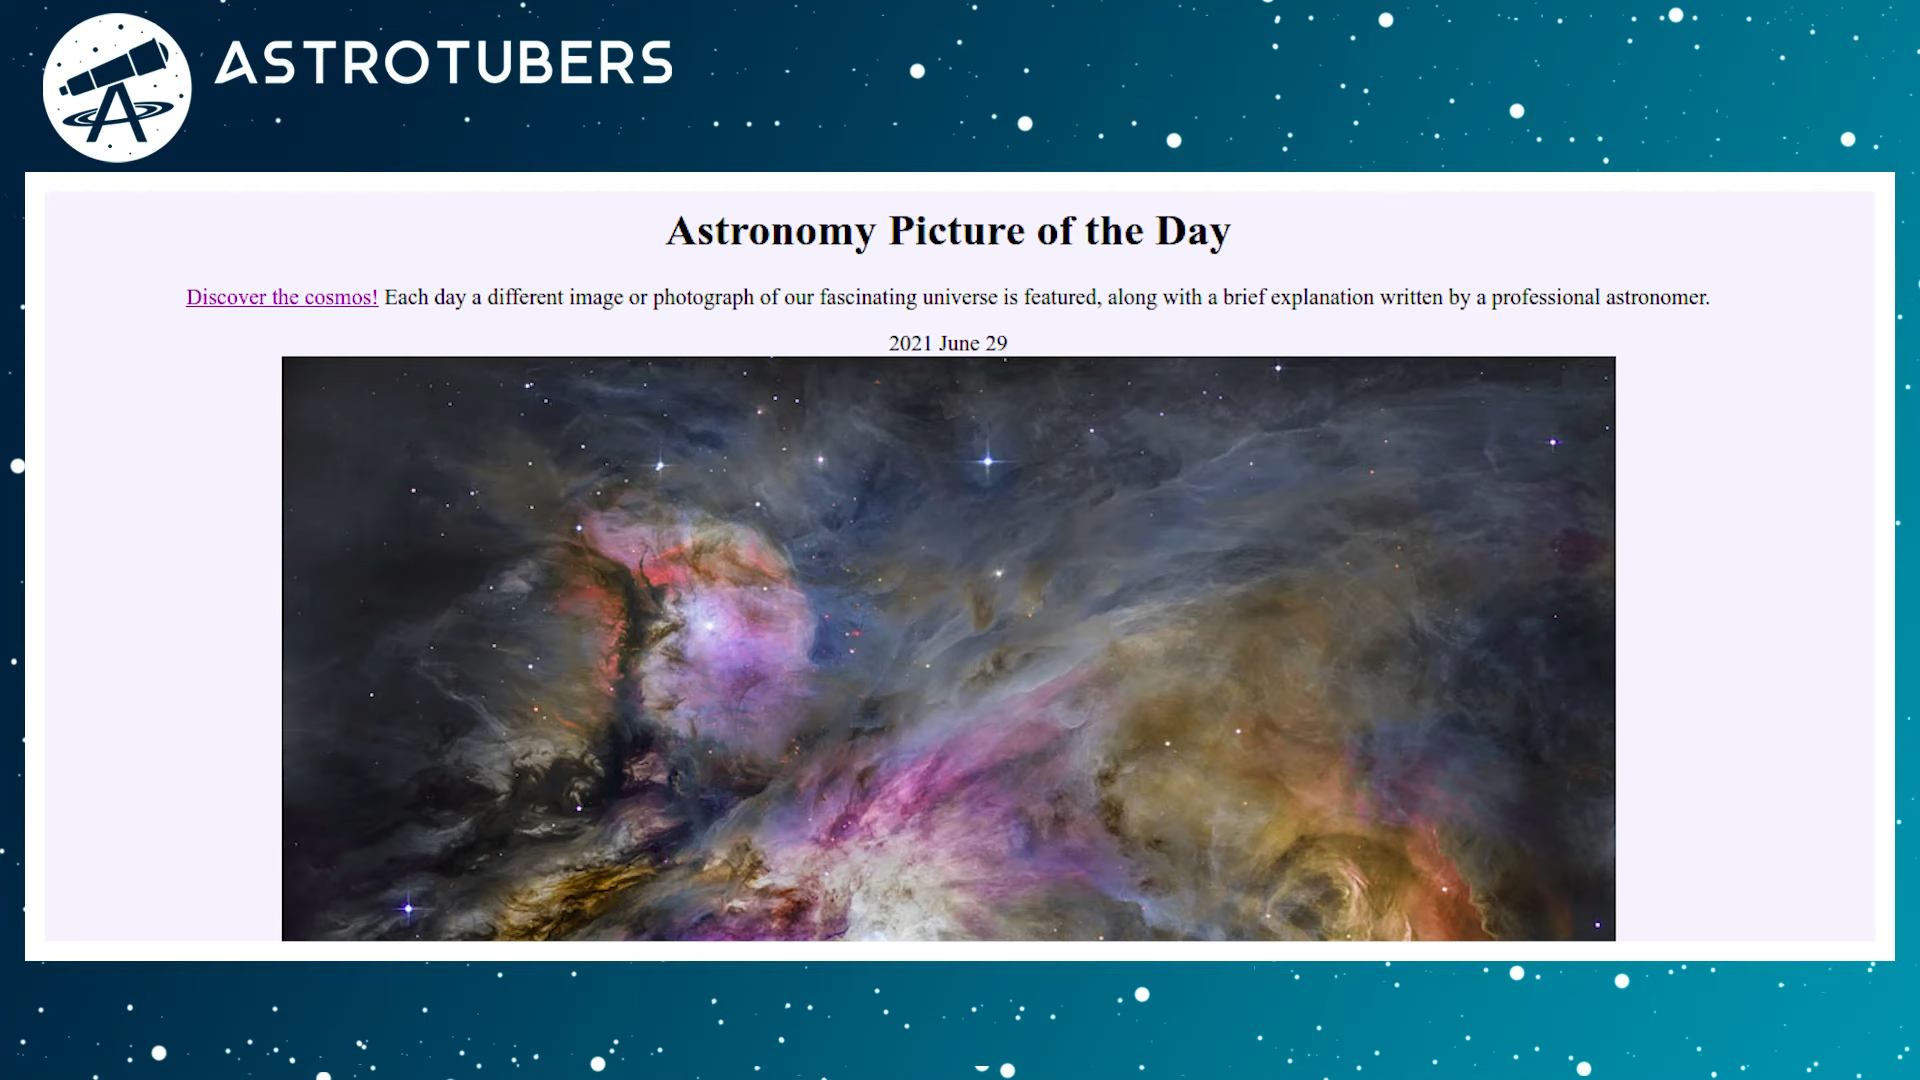 ASTROTUBERS
Astronomy Picture of the Day
Discover the cosmos! Each day a different image or photograph of our fascinating universe is featured, along with a brief explanation written by a professional astronomer.
2021 June 29